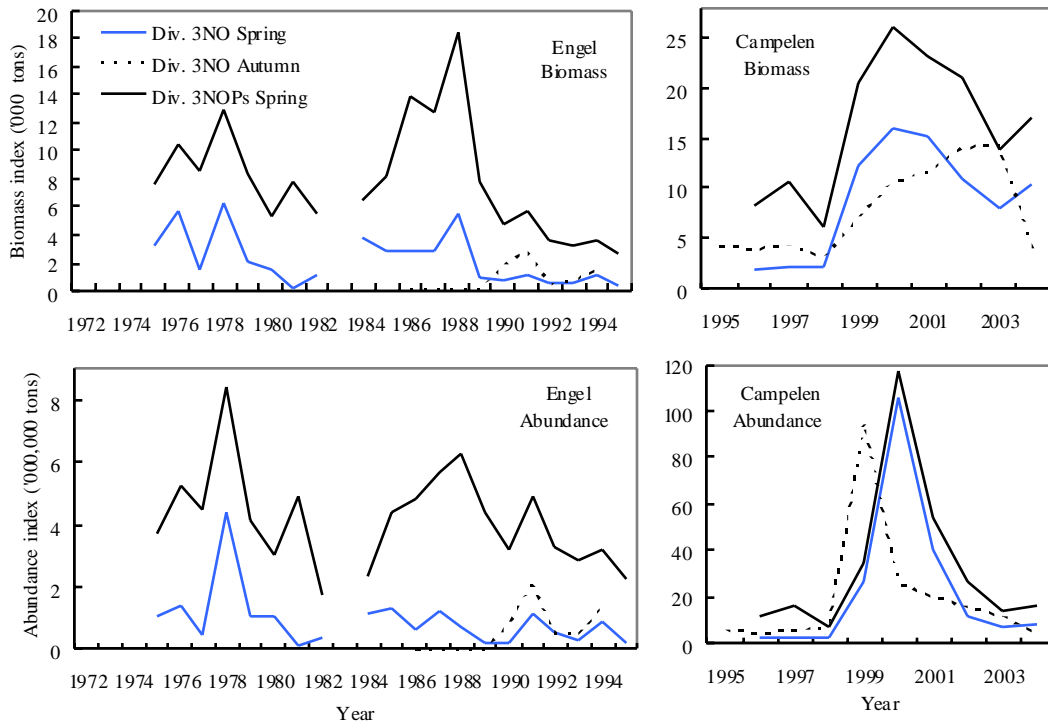 Biomass index ('000 tons)
20
18
16
14
12
10
8
6
4
2
0
Div. 3NO Spring
Div. 3NO Autumn
Div. 3NOPs Spring
Engel
Biomass
1972 1974 1976 1978 1980 1982 1984 1986 1988 1990 1992 1994
25
20
15
10
5
0
Campelen
Biomass
1995 1997 1999 2001 2003
Abundance index ('000,000 tons)
8
6
4
2
0
Engel
Abundance
1972 1974 1976 1978 1980 1982 1984 1986 1988 1990 1992 1994
Year
120
100
80
60
40
20
0
Campelen
Abundance
1995 1997 1999 2001 2003
Year